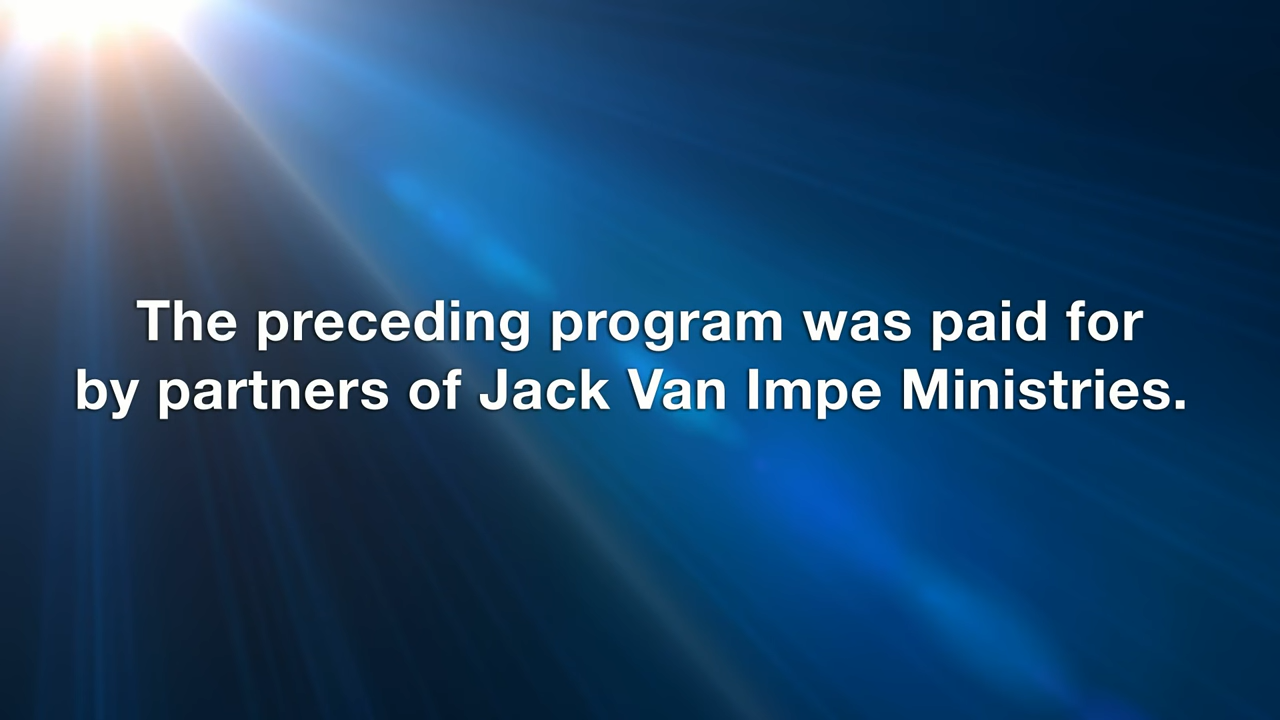 The preceding program was paid for
by partners of Jack Van Impe Ministries.